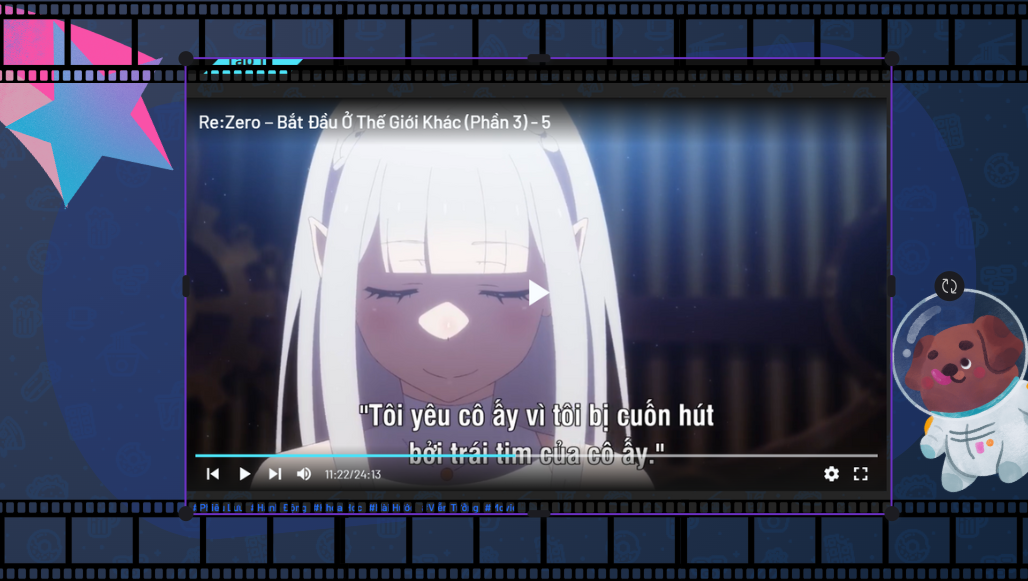 Re:Zero – Bắt Đầu Ở Thế Giới Khác (Phần 3) - 5
"Tôi yêu cô ấy vì tôi bị cuốn hút
bởi trái tim của cô ấy."
11:22/24:13